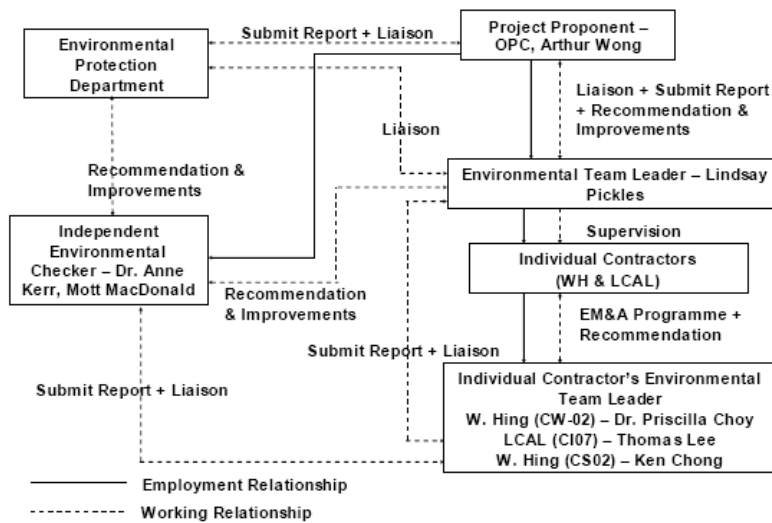 Environmental
Protection
Department
Submit Report + Liaison
Project Proponent –
OPC, Arthur Wong
Liaison + Submit Report
+ Recommendation &
Improvements
Liaison
Recommendation &
Improvements
Environmental Team Leader – Lindsay
Pickles
Supervision
Independent
Environmental
Checker – Dr. Anne
Kerr, Mott MacDonald
Individual Contractors
(WH & LCAL)
Recommendation
& Improvements
EM&A Programme +
Recommendation
Submit Report + Liaison
Submit Report + Liaison
Individual Contractor's Environmental
Team Leader
W. Hing (CW-02) – Dr. Priscilla Choy
LCAL (CI07) – Thomas Lee
W. Hing (CS02) – Ken Chong
Employment Relationship
Working Relationship